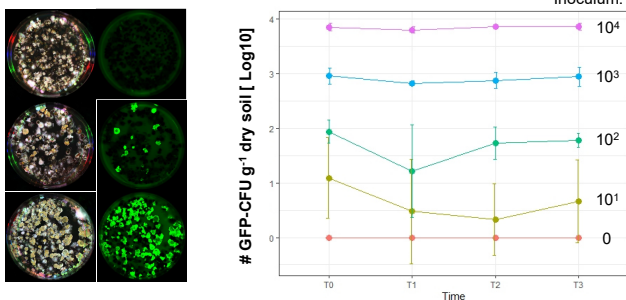 Inoculum:
# GFP-CFU g⁻¹ dry soil [ Log10]
4
3
2
1
0
10⁴
10³
10²
10¹
0
T0 T1 T2 T3
Time